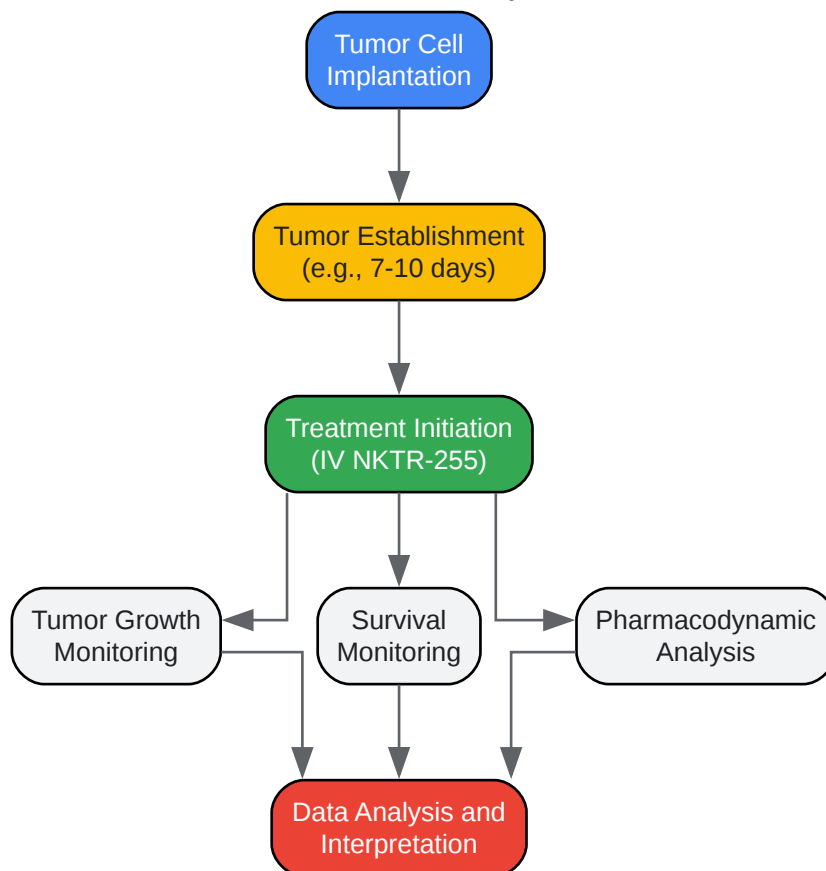 Tumor Cell
Implantation
Tumor Establishment
(e.g., 7-10 days)
Treatment Initiation
(IV NKTR-255)
Tumor Growth
Monitoring
Survival
Monitoring
Pharmacodynamic
Analysis
Data Analysis and
Interpretation